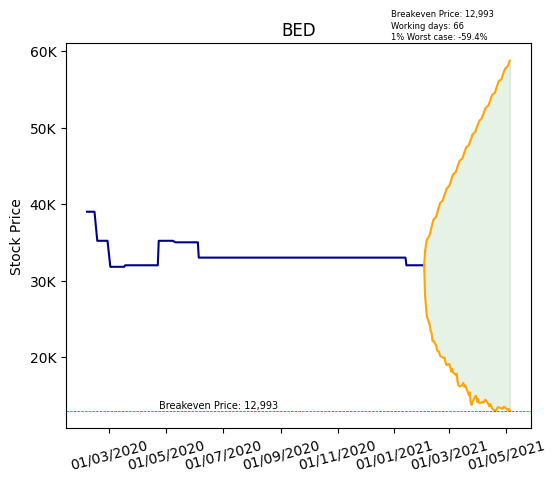 Breakeven Price: 12,993
Working days: 66
1% Worst case: -59.4%
BED
Stock Price
60K
50K
40K
30K
20K
Breakeven Price: 12,993
01/03/2020
01/05/2020
01/07/2020
01/09/2020
01/11/2020
01/01/2021
01/03/2021
01/05/2021